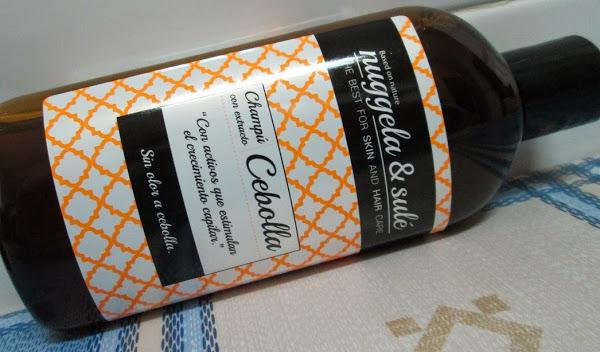 Based on nature
nuggela & sulé
THE BEST FOR SKIN AND HAIR CARE
Champú
con extracto
Cebolla
"Con activos que estimulan
el crecimiento capilar."
Sin olor a cebolla.